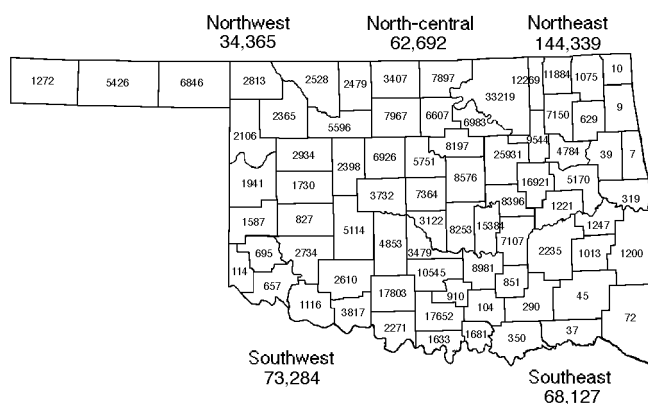 Northwest North-central Northeast
34,365 62,692 144,339
1272 5426 6846 2813 2528 2479 3407 7897 33219 12269 11884 1075 10
2365 5596 7967 6607 6983 7150 629 9
2106 2934 2398 6926 5751 8197 25931 9544 4784 39 7
1941 1730 3732 7364 8576 16921 5170
8396 1221 319
1587 827 5114 3122 8253 15384 1247
695 2734 4853 3479 7107 2235 1013 1200
114 657 2610 10545 8981 851
1116 3817 17803 910 104 290 45
17652 72
2271 1633 1681 350 37
Southwest Southeast
73,284 68,127